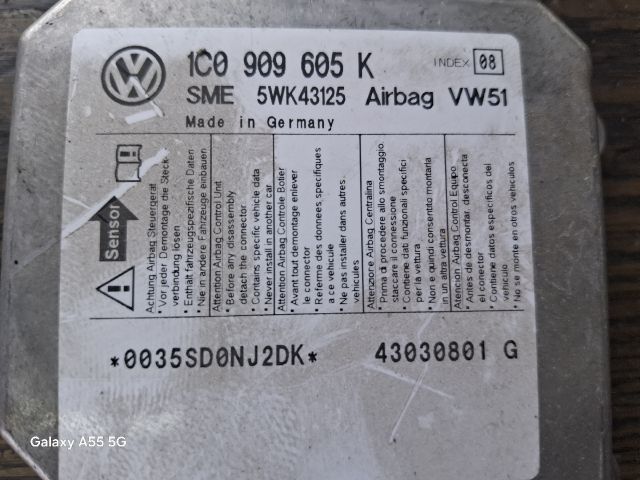 1C0 909 605 K
INDEX 08
SME 5WK43125 Airbag VW51
Made in Germany
Sensor
Achtung Airbag Steuergerät
• Vor jeder Demontage die Steck-
verbindung lösen
• Enthält fahrzeugspezifische Daten
• Nie in andere Fahrzeuge einbauen
Attention Airbag Control Unit
• Before any disassembly
detach the connector
• Contains specific vehicle data
• Never install in another car
Attention Airbag Controle Boîtier
• Avant tout demontage enlever
le connector
• Referme des donnees specifiques
a ce vehicule
• Ne pas installer dans autres
vehicules
Attenzione Airbag Centralina
• Prima di procedere allo smontaggio,
staccare il connessione
• Contiene dati funzionali specifici
per la vettura
• Non e quindi consentito montarla
in un altra vettura
Atencion Airbag Control Equipo
• Antes de desmontar, desconecta
el conector
• Contiene datos especificos del
vehiculo
• No se monte en otros vehiculos
*0035SD0NJ2DK* 43030801 G
Galaxy A55 5G